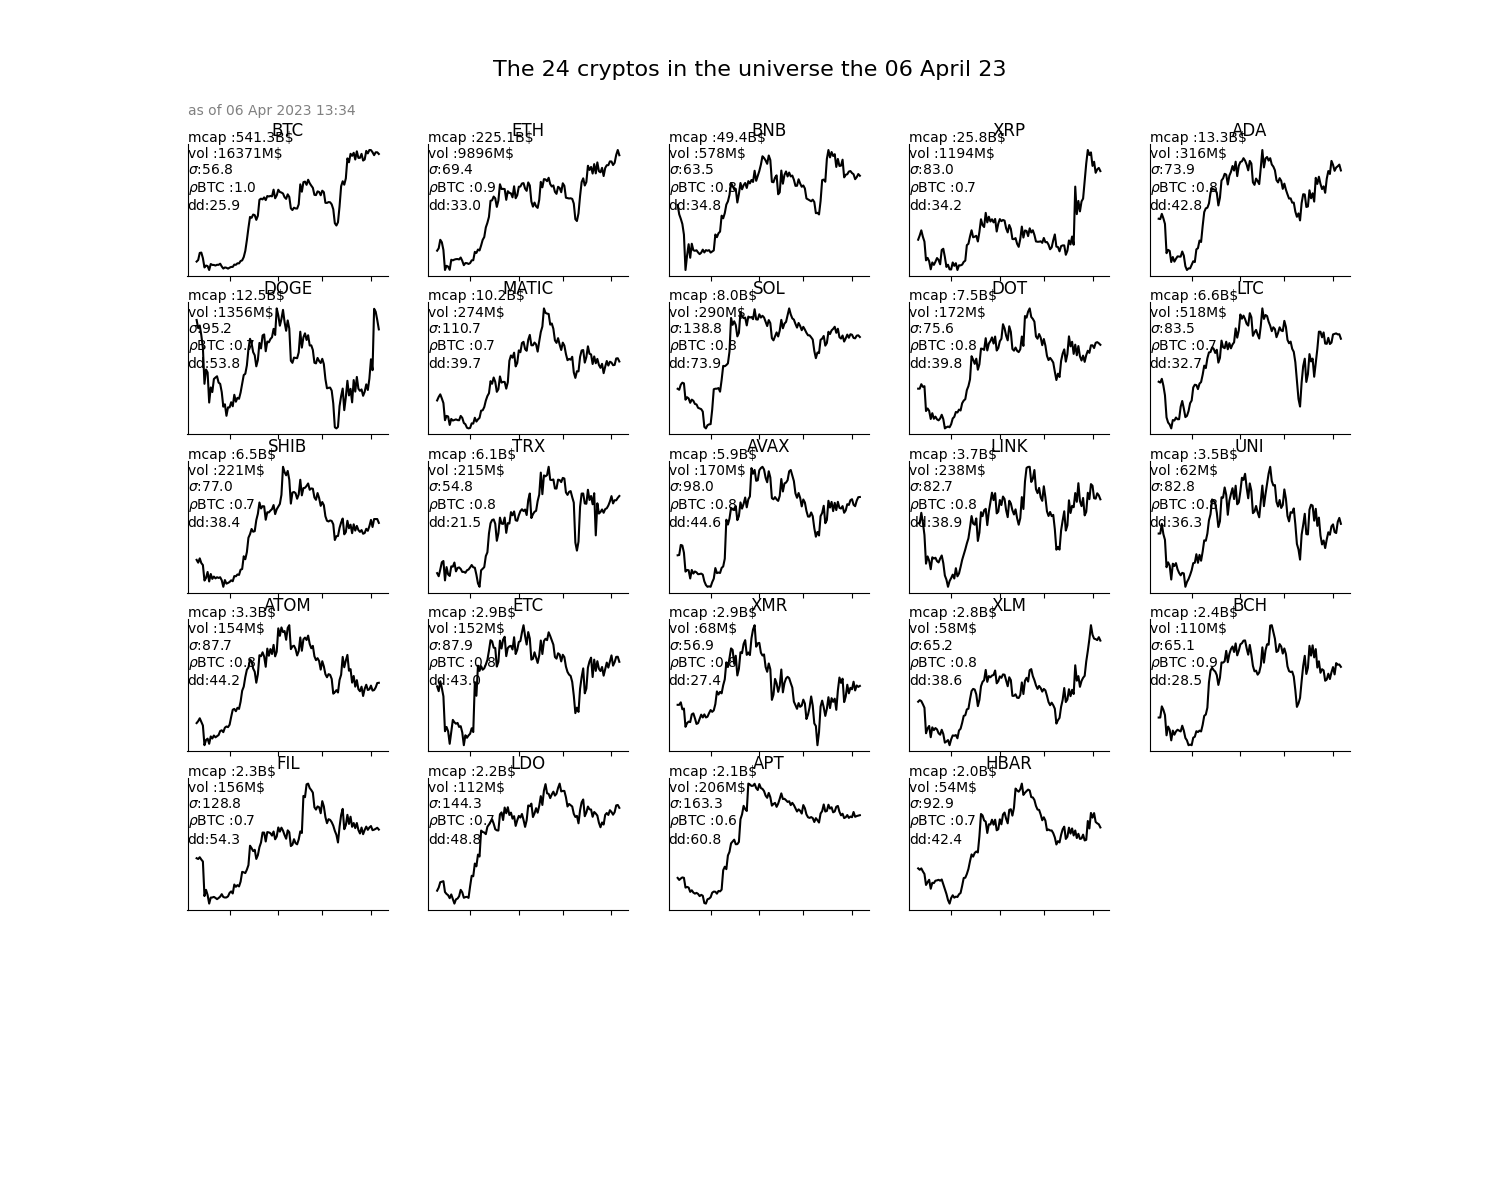 The 24 cryptos in the universe the 06 April 23
as of 06 Apr 2023 13:34
BTC
mcap :541.3B$
vol :16371M$
σ:56.8
ρBTC :1.0
dd:25.9
ETH
mcap :225.1B$
vol :9896M$
σ:69.4
ρBTC :0.9
dd:33.0
BNB
mcap :49.4B$
vol :578M$
σ:63.5
ρBTC :0.8
dd:34.8
XRP
mcap :25.8B$
vol :1194M$
σ:83.0
ρBTC :0.7
dd:34.2
ADA
mcap :13.3B$
vol :316M$
σ:73.9
ρBTC :0.8
dd:42.8
DOGE
mcap :12.5B$
vol :1356M$
σ:95.2
ρBTC :0.7
dd:53.8
MATIC
mcap :10.2B$
vol :274M$
σ:110.7
ρBTC :0.7
dd:39.7
SOL
mcap :8.0B$
vol :290M$
σ:138.8
ρBTC :0.8
dd:73.9
DOT
mcap :7.5B$
vol :172M$
σ:75.6
ρBTC :0.8
dd:39.8
LTC
mcap :6.6B$
vol :518M$
σ:83.5
ρBTC :0.7
dd:32.7
SHIB
mcap :6.5B$
vol :221M$
σ:77.0
ρBTC :0.7
dd:38.4
TRX
mcap :6.1B$
vol :215M$
σ:54.8
ρBTC :0.8
dd:21.5
AVAX
mcap :5.9B$
vol :170M$
σ:98.0
ρBTC :0.8
dd:44.6
LINK
mcap :3.7B$
vol :238M$
σ:82.7
ρBTC :0.8
dd:38.9
UNI
mcap :3.5B$
vol :62M$
σ:82.8
ρBTC :0.8
dd:36.3
ATOM
mcap :3.3B$
vol :154M$
σ:87.7
ρBTC :0.8
dd:44.2
ETC
mcap :2.9B$
vol :152M$
σ:87.9
ρBTC :0.8
dd:43.0
XMR
mcap :2.9B$
vol :68M$
σ:56.9
ρBTC :0.8
dd:27.4
XLM
mcap :2.8B$
vol :58M$
σ:65.2
ρBTC :0.8
dd:38.6
BCH
mcap :2.4B$
vol :110M$
σ:65.1
ρBTC :0.9
dd:28.5
FIL
mcap :2.3B$
vol :156M$
σ:128.8
ρBTC :0.7
dd:54.3
LDO
mcap :2.2B$
vol :112M$
σ:144.3
ρBTC :0.7
dd:48.8
APT
mcap :2.1B$
vol :206M$
σ:163.3
ρBTC :0.6
dd:60.8
HBAR
mcap :2.0B$
vol :54M$
σ:92.9
ρBTC :0.7
dd:42.4